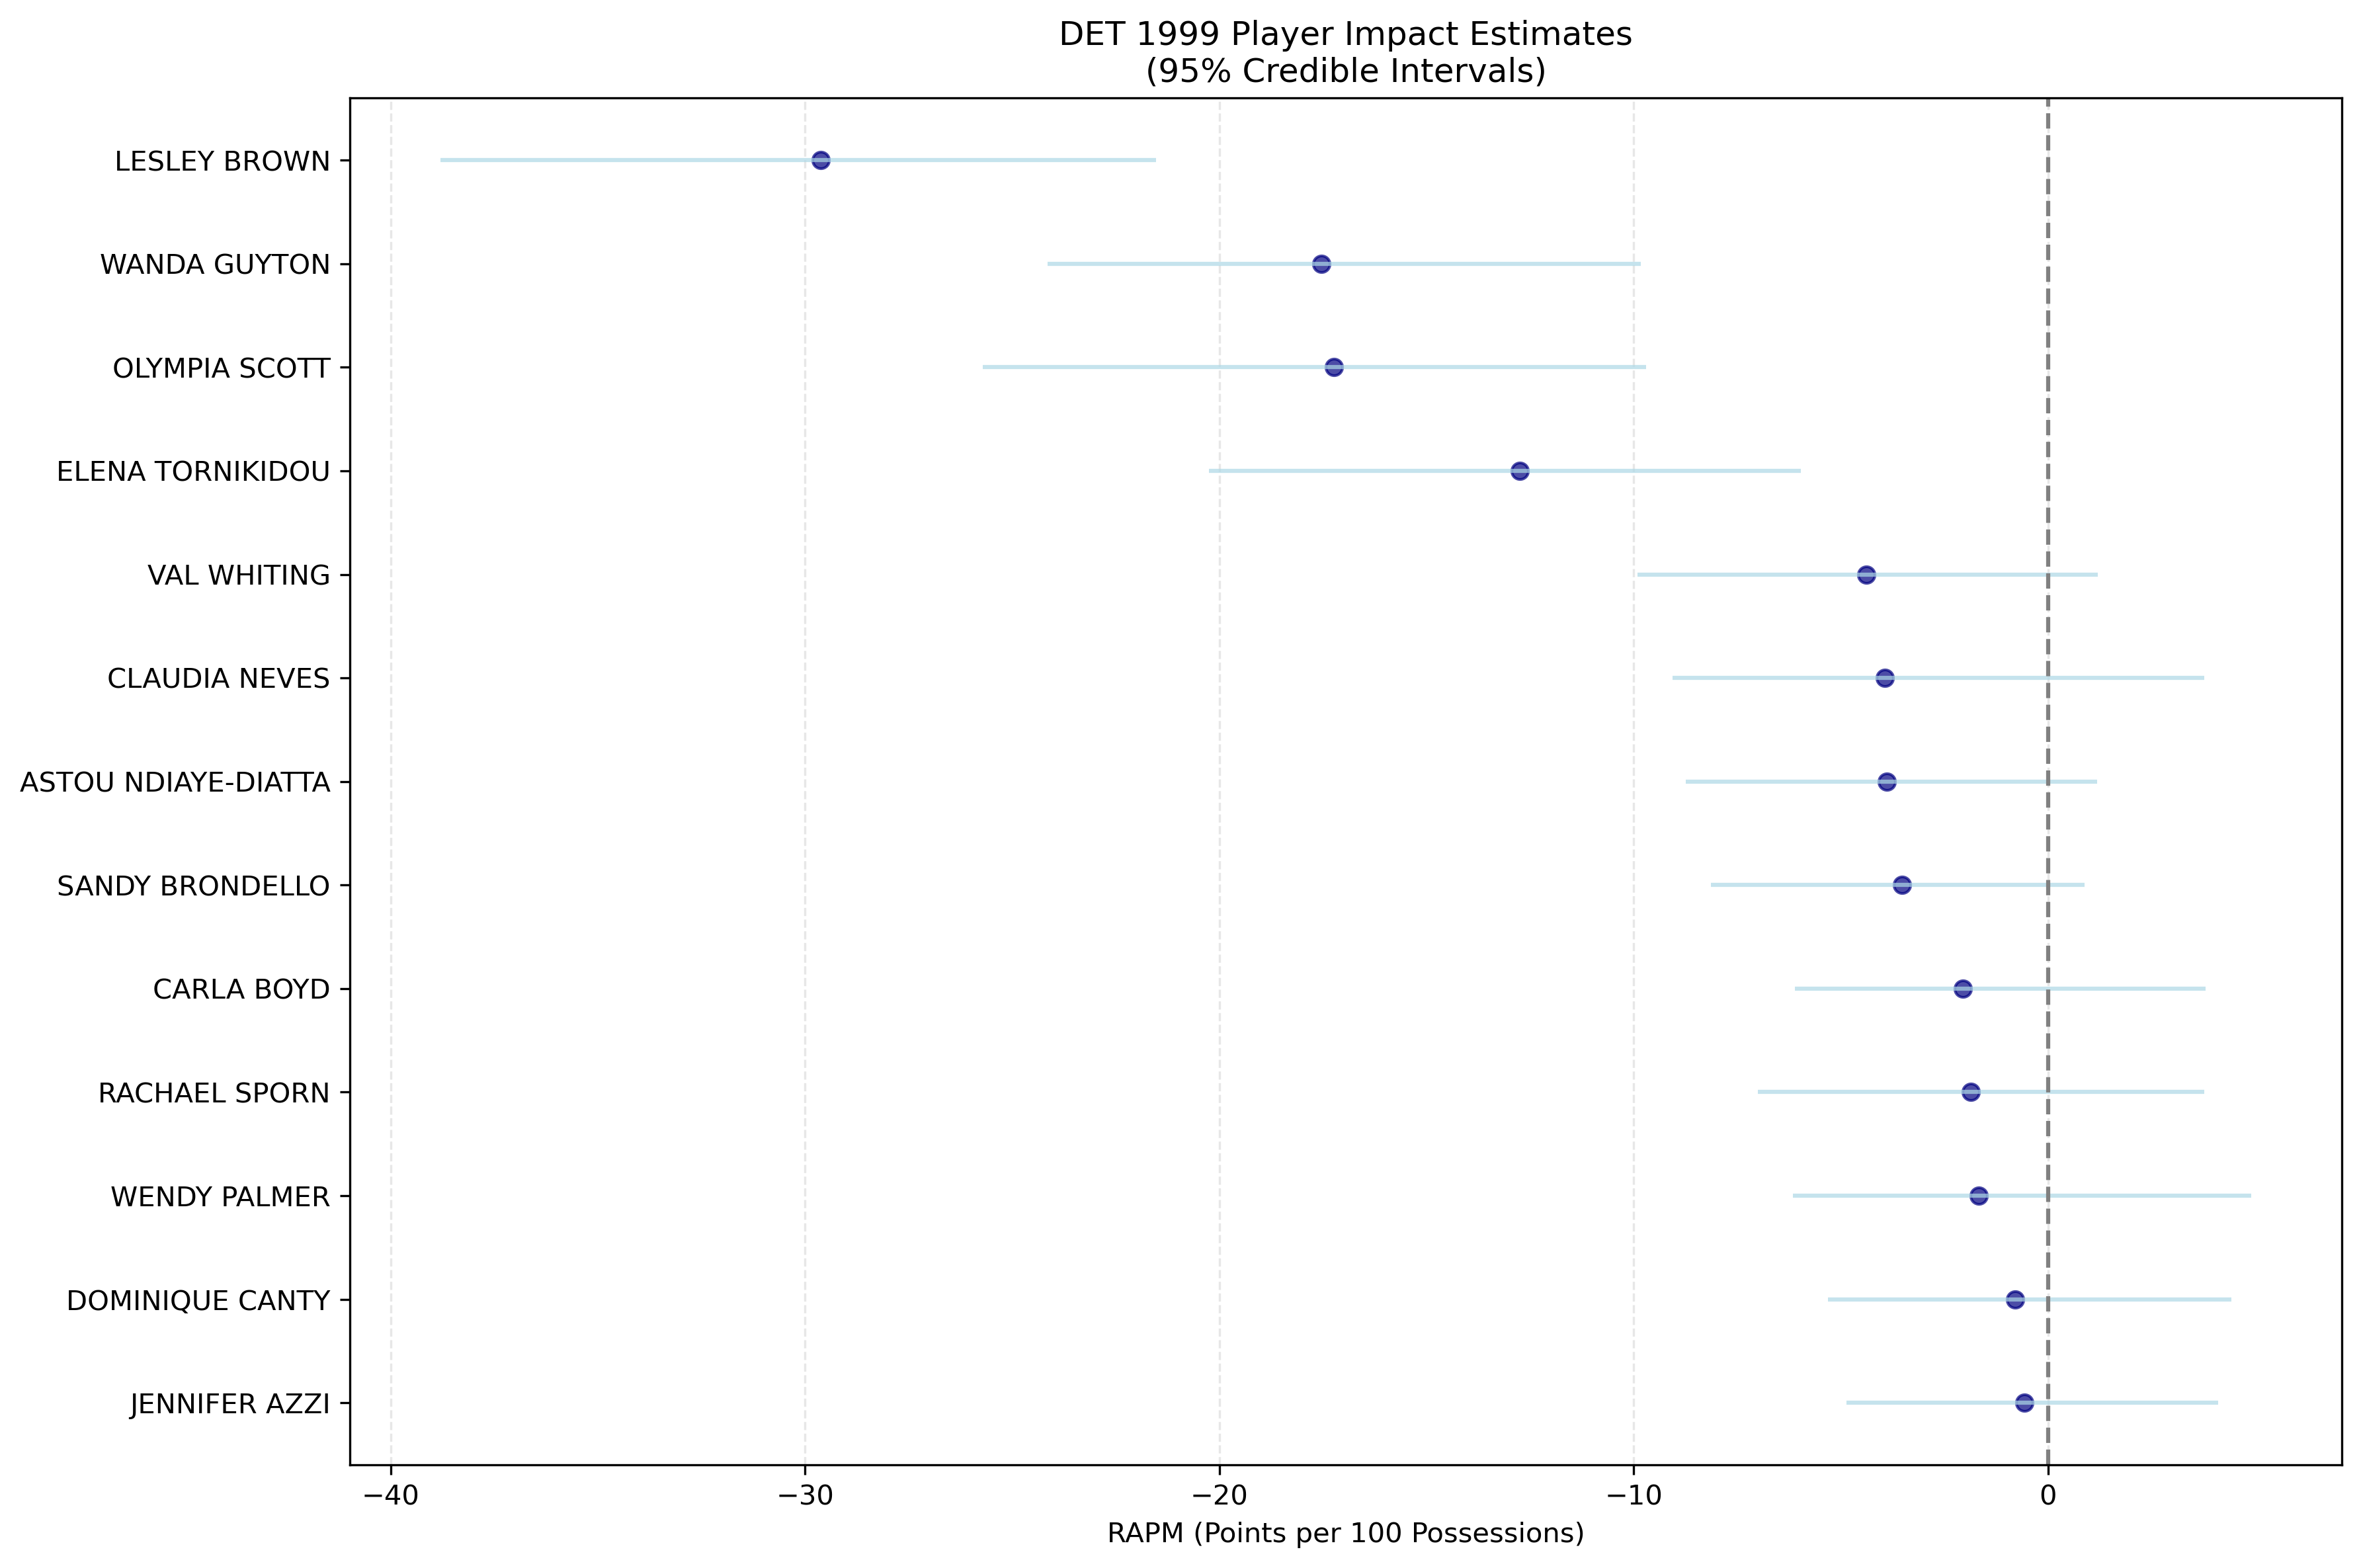 DET 1999 Player Impact Estimates
(95% Credible Intervals)
LESLEY BROWN
WANDA GUYTON
OLYMPIA SCOTT
ELENA TORNIKIDOU
VAL WHITING
CLAUDIA NEVES
ASTOU NDIAYE-DIATTA
SANDY BRONDELLO
CARLA BOYD
RACHAEL SPORN
WENDY PALMER
DOMINIQUE CANTY
JENNIFER AZZI
−40 −30 −20 −10 0
RAPM (Points per 100 Possessions)